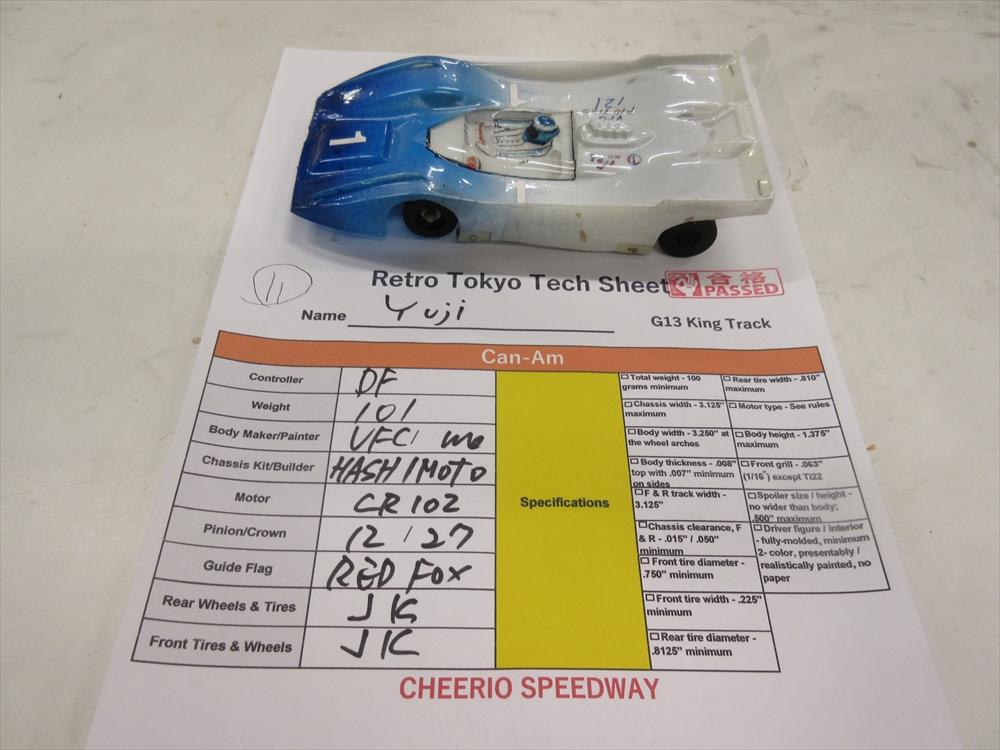 1
121
Retro Tokyo Tech Sheet
合格
PASSED
11
Name Yuji
G13 King Track
Can-Am
Controller DF
Weight 101
Body Maker/Painter VFC/ me
Chassis Kit/Builder HASHIMOTO
Motor CR102
Pinion/Crown 12/27
Guide Flag RED FOX
Rear Wheels & Tires JK
Front Tires & Wheels JK
Specifications
Total weight - 100
grams minimum
Chassis width - 3.125"
maximum
Body width - 3.250" at
the wheel arches
Body thickness - .008"
top with .007" minimum
on sides
F & R track width -
3.125"
Chassis clearance, F
& R - .015" / .050"
minimum
Front tire diameter -
.750" minimum
Front tire width - .225"
minimum
Rear tire diameter -
.8125" minimum
Rear tire width - .810"
maximum
Motor type - See rules
Body height - 1.375"
maximum
Front grill - .063"
(1/16") except Ti22
Spoiler size / height -
no wider than body;
.500" maximum
Driver figure / interior
- fully-molded, minimum
2- color, presentably /
realistically painted, no
paper
CHEERIO SPEEDWAY